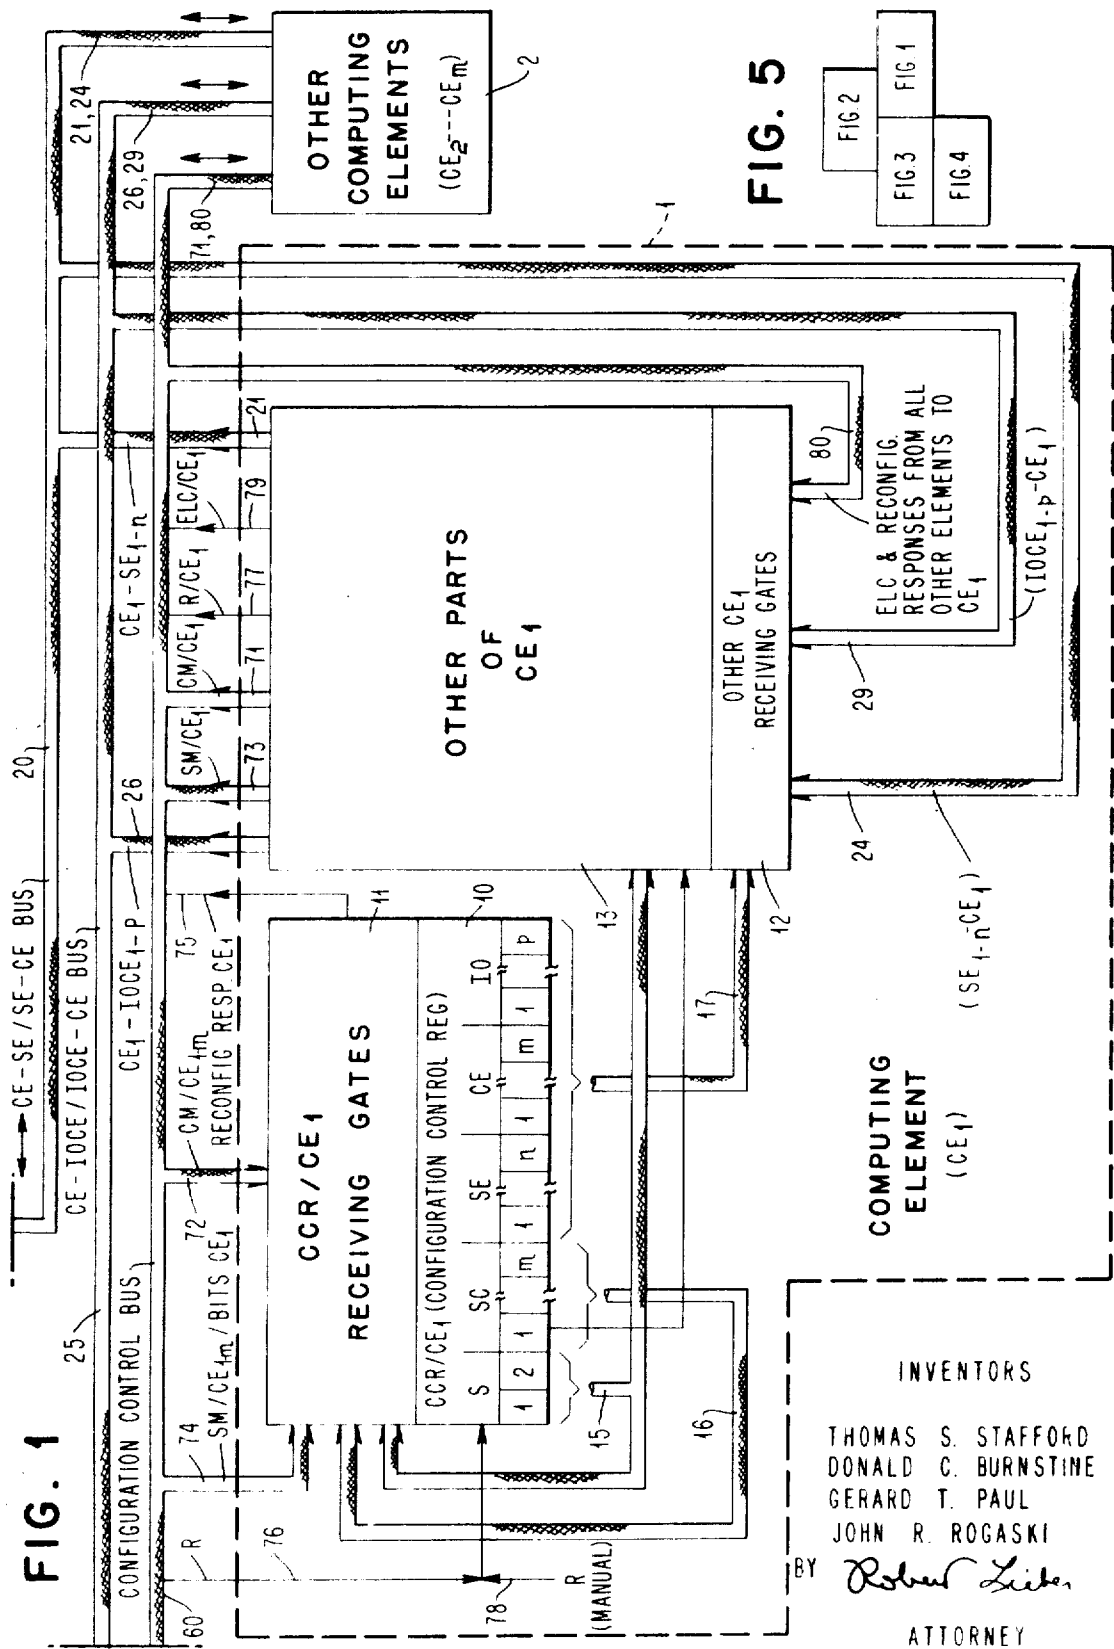 FIG. 1
CE-SE/SE-CE BUS
20
25
CE-IOCE/IOCE-CE BUS
CONFIGURATION CONTROL BUS
60
R
76
74
SM/CE1m/BITS CE1
72
CM/CE1m
75
RECONFIG RESP. CE1
CE1-IOCE1-P
26
SM/CE1
73
CM/CE1
71
R/CE1
77
ELC/CE1
79
CE1-SE1-n
21
21,24
26,29
71,80
OTHER
COMPUTING
ELEMENTS
(CE2---CEm)
2
1
CCR/CE1
RECEIVING GATES
11
CCR/CE1 (CONFIGURATION CONTROL REG)
10
S SC SE CE IO
1 2 1 m 1 n 1 m 1 p
15
16
17
78
R
(MANUAL)
OTHER PARTS
OF
CE1
13
OTHER CE1
RECEIVING GATES
12
80
ELC & RECONFIG.
RESPONSES FROM ALL
OTHER ELEMENTS TO
CE1
29
(IOCE1-p-CE1)
24
(SE1-n-CE1)
COMPUTING
ELEMENT
(CE1)
FIG. 5
FIG.2
FIG.3
FIG.1
FIG.4
INVENTORS
THOMAS S. STAFFORD
DONALD C. BURNSTINE
GERARD T. PAUL
JOHN R. ROGASKI
BY Robert Lieber
ATTORNEY